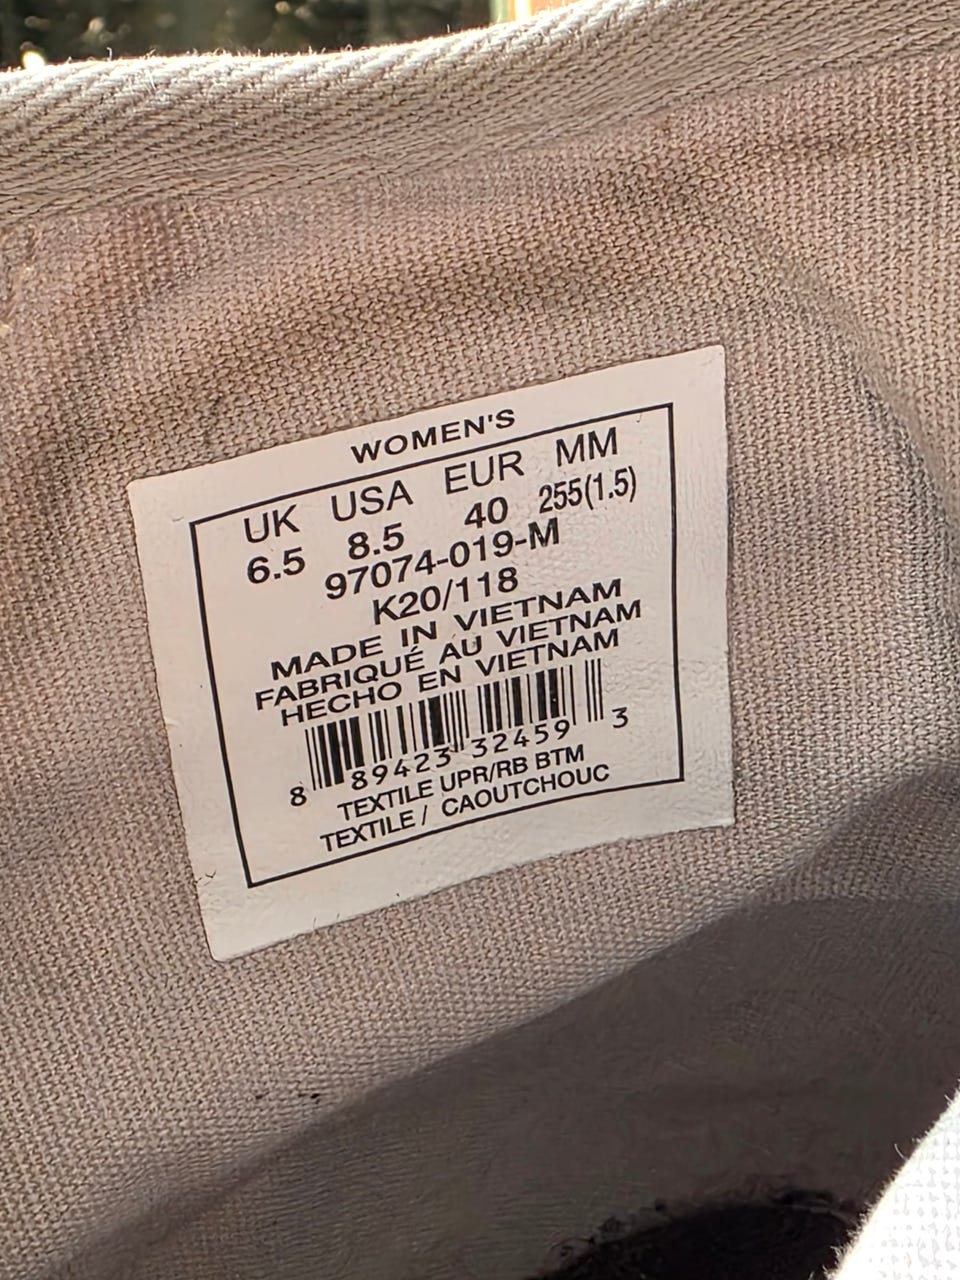 WOMEN'S
UK USA EUR MM
6.5 8.5 40 255(1.5)
97074-019-M
K20/118
MADE IN VIETNAM
FABRIQUÉ AU VIETNAM
HECHO EN VIETNAM
8 89423 32459 3
TEXTILE UPR/RB BTM
TEXTILE / CAOUTCHOUC